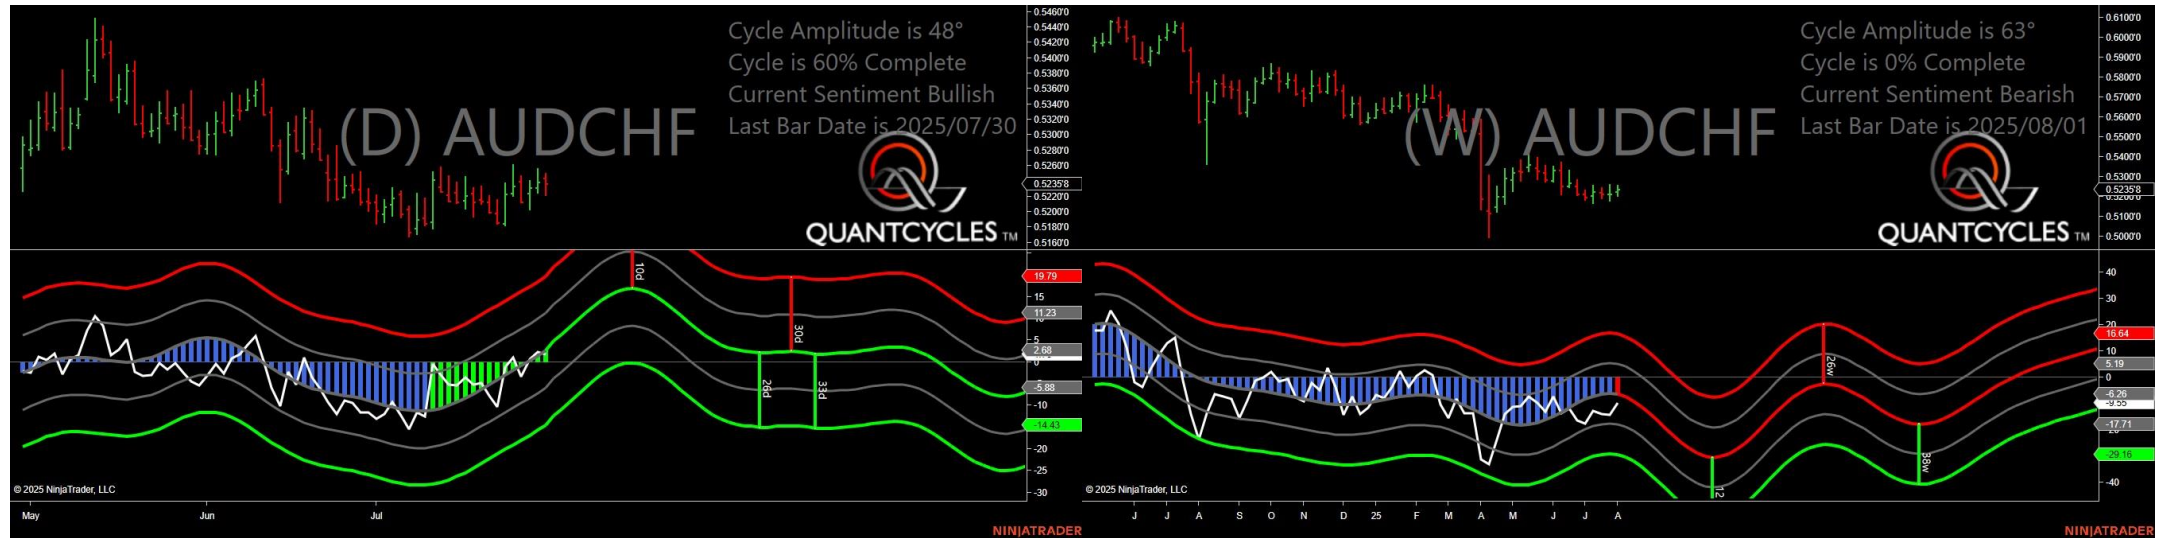 0.5460'0
0.5440'0
0.5420'0
0.5400'0
0.5380'0
0.5360'0
0.5340'0
0.5320'0
0.5300'0
0.5280'0
0.5260'0
0.5235'8
0.5220'0
0.5200'0
0.5180'0
0.5160'0
Cycle Amplitude is 48°
Cycle is 60% Complete
Current Sentiment Bullish
Last Bar Date is 2025/07/30
(D) AUDCHF
QUANTCYCLES TM
10d
30d
26d
33d
19.79
15
11.23
5
2.68
-5.88
-10
-14.43
-20
-25
-30
© 2025 NinjaTrader, LLC
May
Jun
Jul
NINJATRADER
0.6100'0
0.6000'0
0.5900'0
0.5800'0
0.5700'0
0.5600'0
0.5500'0
0.5400'0
0.5300'0
0.5235'8
0.5100'0
0.5000'0
Cycle Amplitude is 63°
Cycle is 0% Complete
Current Sentiment Bearish
Last Bar Date is 2025/08/01
(W) AUDCHF
QUANTCYCLES TM
12
26w
38w
40
30
20
16.64
10
5.19
0
-6.26
-9.55
-17.71
-29.16
-40
© 2025 NinjaTrader, LLC
J
J
A
S
O
N
D
25
F
M
A
M
J
J
A
NINJATRADER